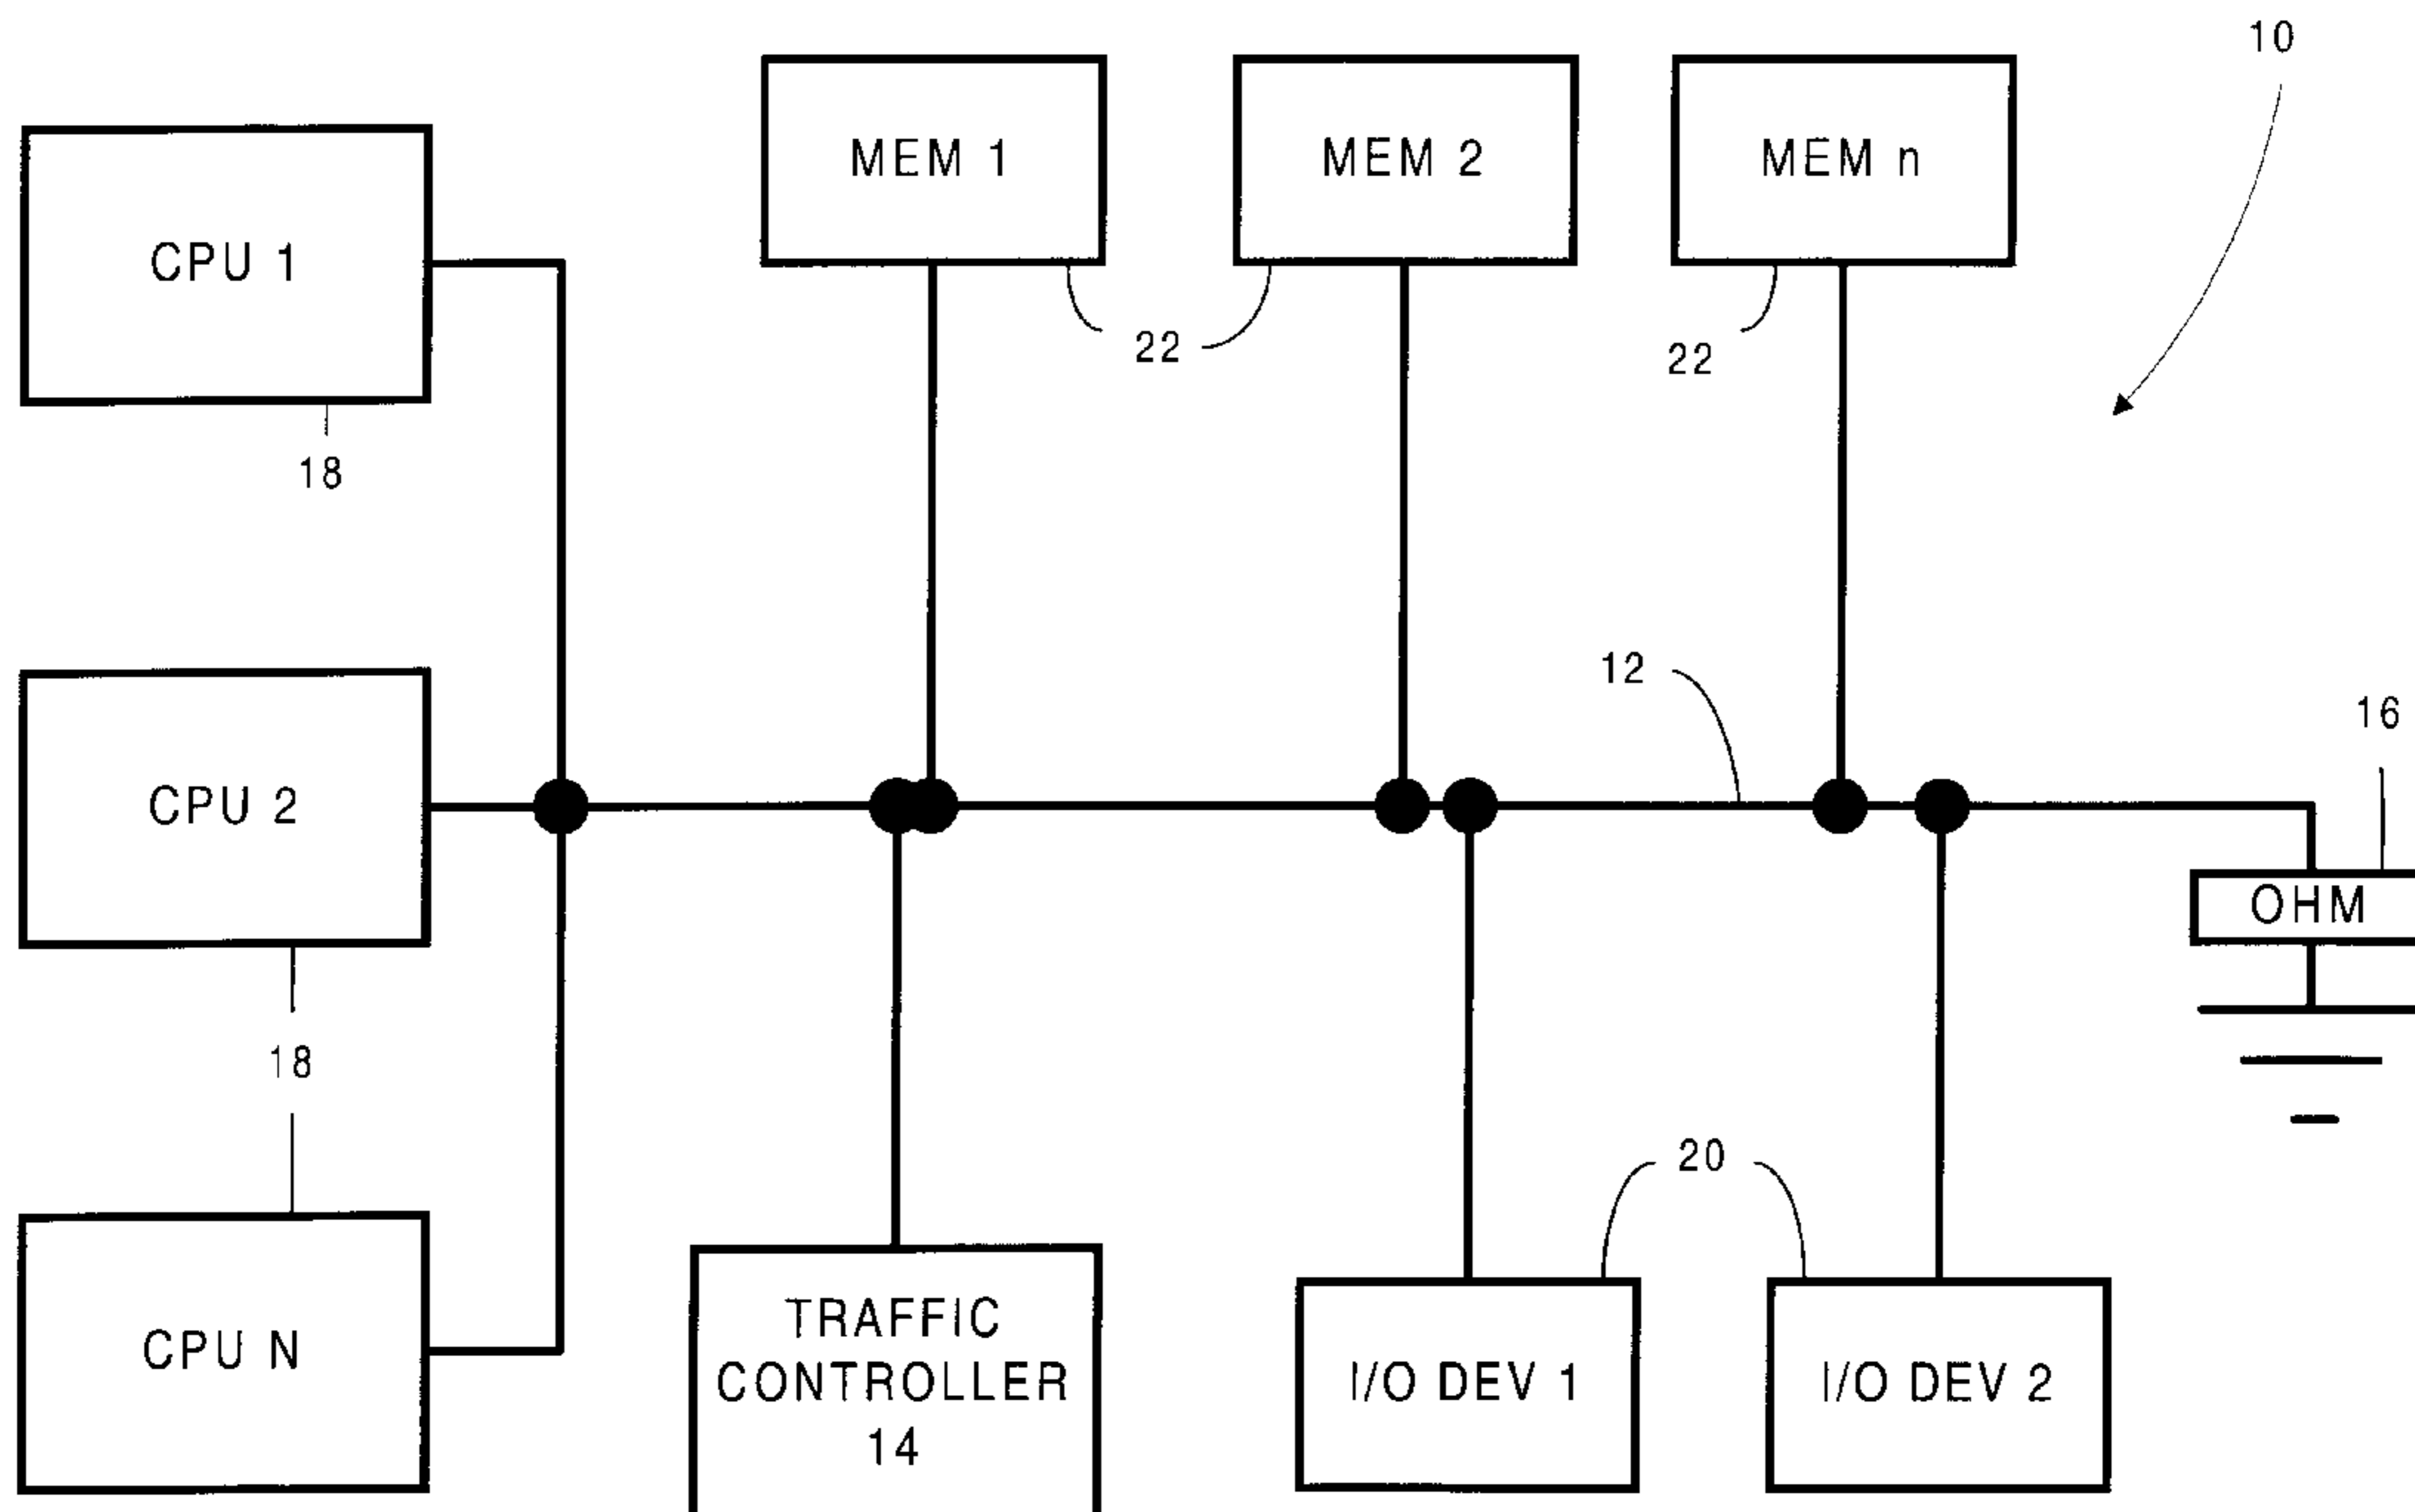 10
MEM 1
MEM 2
MEM n
CPU 1
22
22
18
12
16
CPU 2
OHM
18
20
TRAFFIC
CONTROLLER
14
CPU N
I/O DEV 1
I/O DEV 2